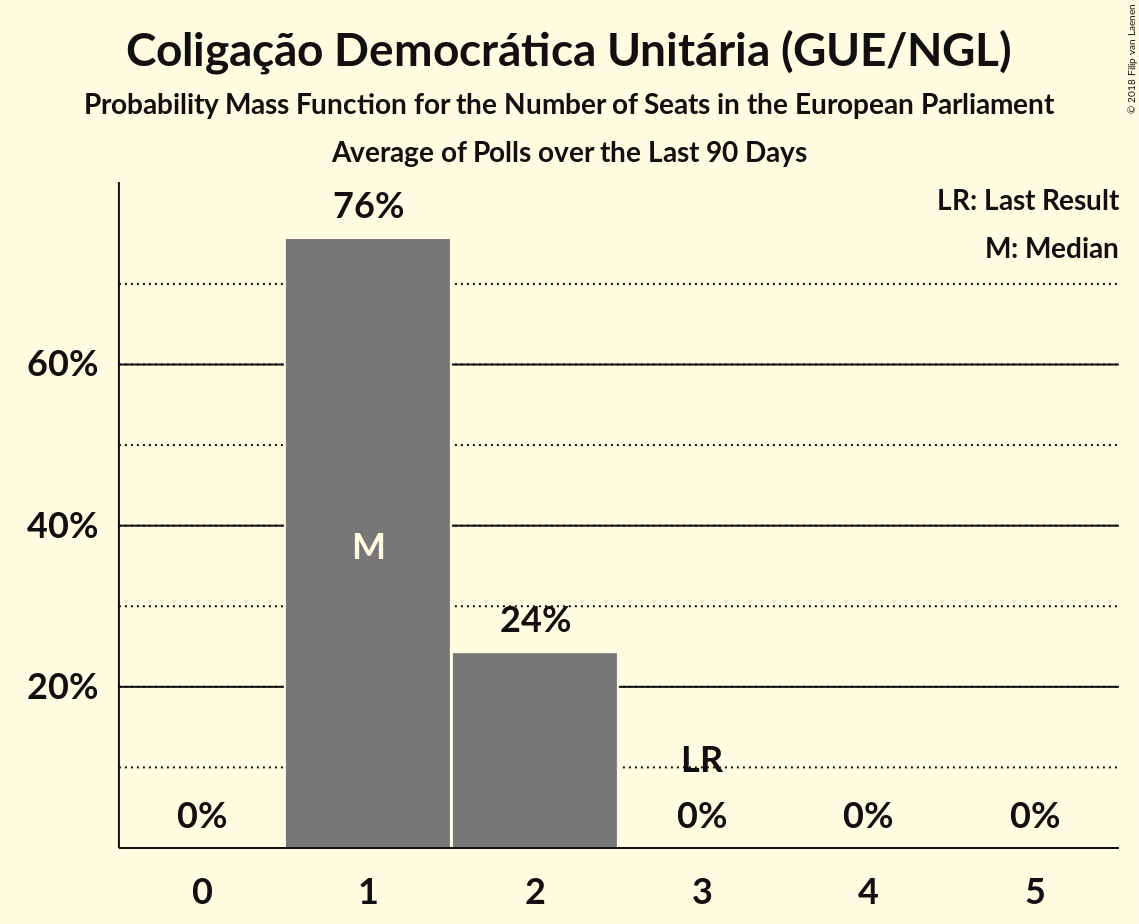 Coligação Democrática Unitária (GUE/NGL)
Probability Mass Function for the Number of Seats in the European Parliament
Average of Polls over the Last 90 Days
© 2018 Filip van Laenen
LR: Last Result
M: Median
76%
60%
40%
20%
M
24%
LR
0%
0%
0%
0%
0 1 2 3 4 5